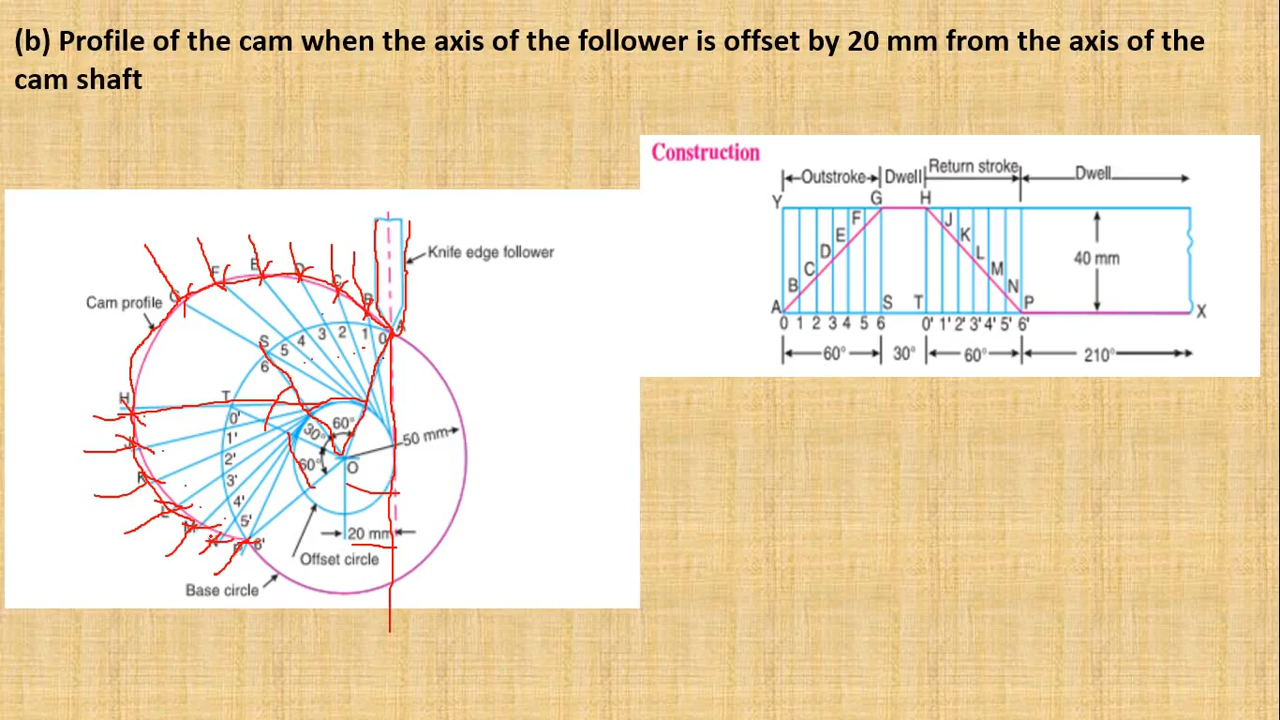 (b) Profile of the cam when the axis of the follower is offset by 20 mm from the axis of the
cam shaft
Construction
Outstroke
Dwell
Return stroke
Dwell
Y
G
H
A
B
C
D
E
F
S
T
J
K
L
M
N
P
X
40 mm
0 1 2 3 4 5 6
0' 1' 2' 3' 4' 5' 6'
60°
30°
60°
210°
Knife edge follower
Cam profile
G
F
E
D
C
B
A
S
6 5 4 3 2 1 0
H
T
0'
1'
2'
3'
4'
5'
6'
J
K
L
M
N
P
60°
30°
60°
O
50 mm
20 mm
Offset circle
Base circle